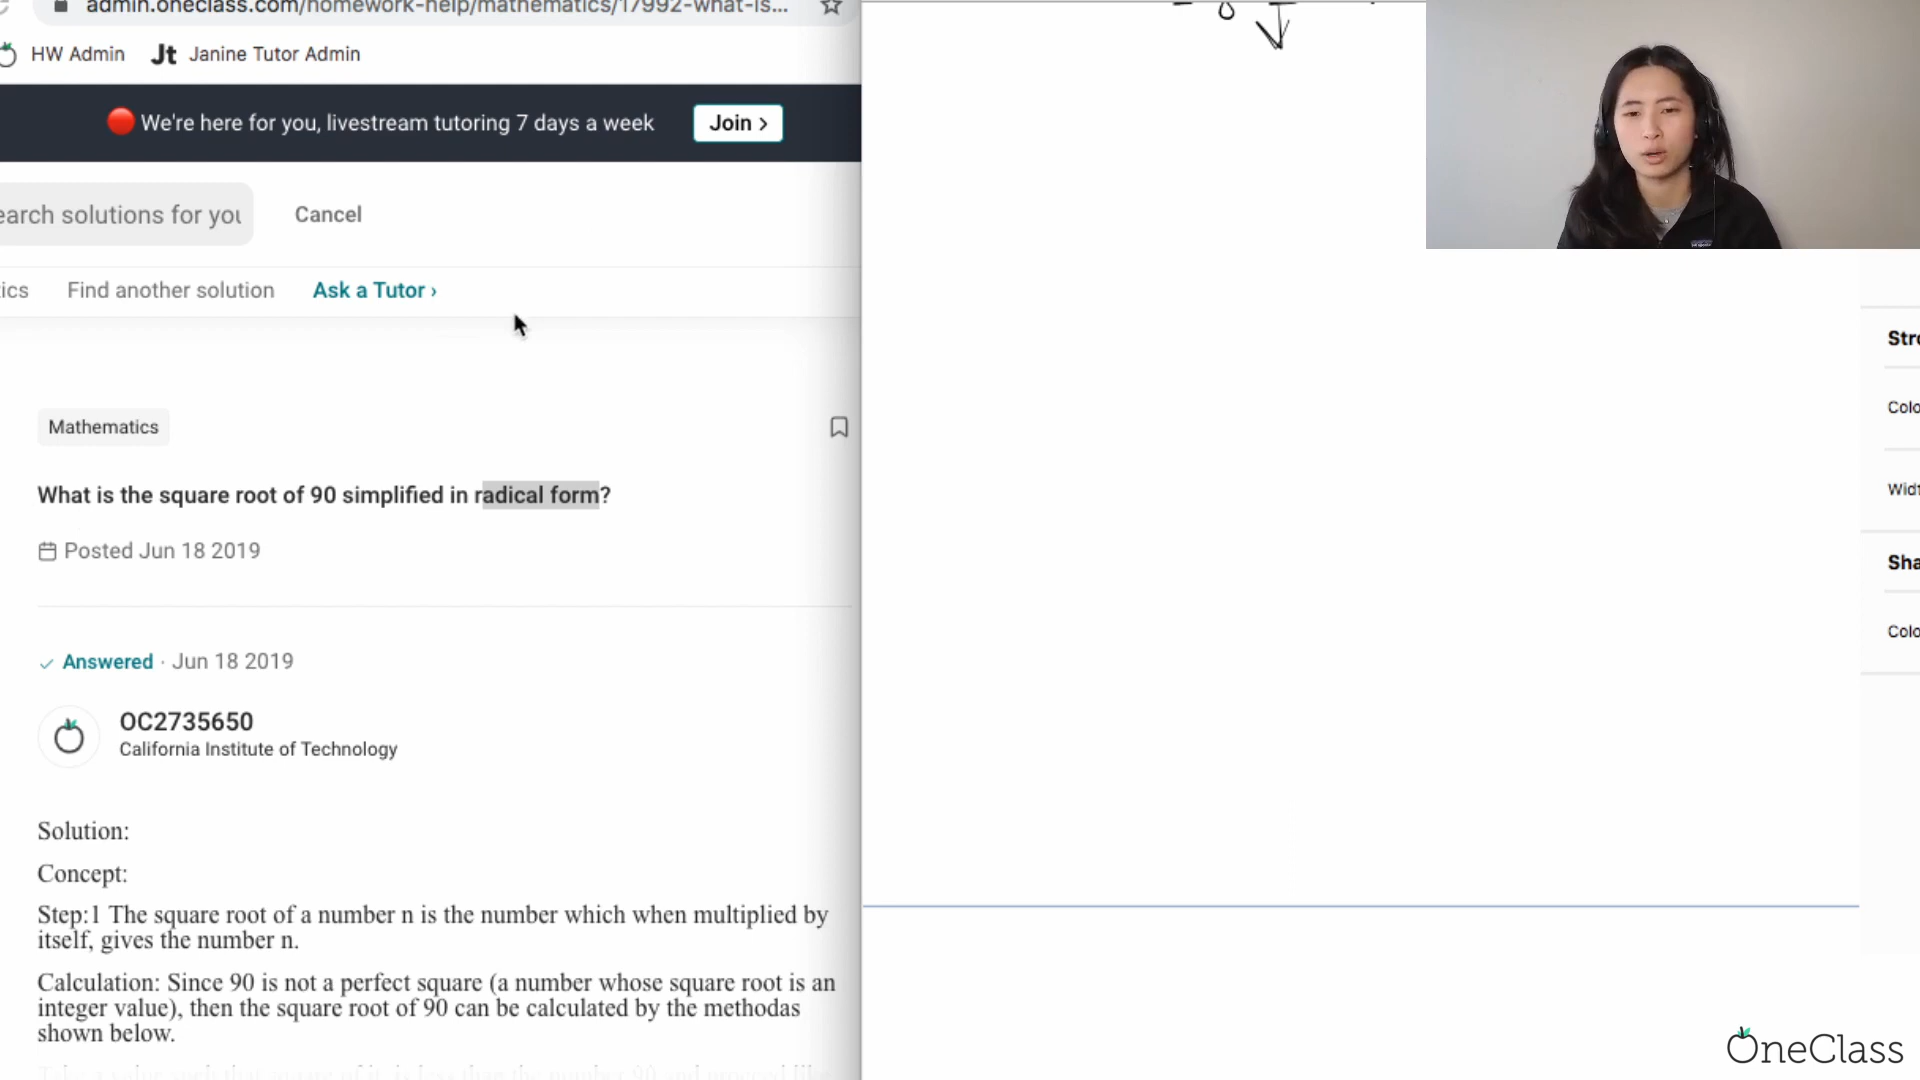 admin.oneclass.com/homework-help/mathematics/17992-what-is...
HW Admin Jt Janine Tutor Admin
We're here for you, livestream tutoring 7 days a week Join >
earch solutions for you Cancel
tics Find another solution Ask a Tutor ›
Mathematics
What is the square root of 90 simplified in radical form?
Posted Jun 18 2019
Answered · Jun 18 2019
OC2735650
California Institute of Technology
Solution:
Concept:
Step:1 The square root of a number n is the number which when multiplied by
itself, gives the number n.
Calculation: Since 90 is not a perfect square (a number whose square root is an
integer value), then the square root of 90 can be calculated by the methodas
shown below.
Stro
Colo
Widt
Sha
Colo
OneClass